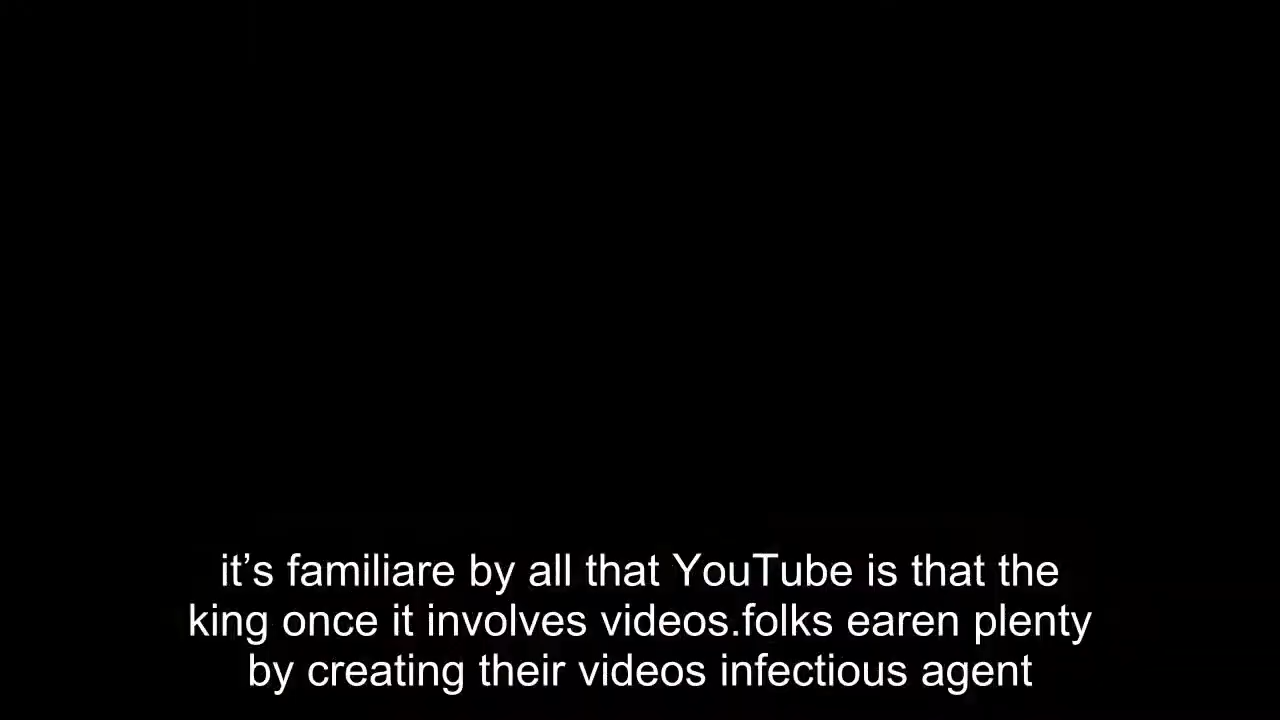 it’s familiare by all that YouTube is that the
king once it involves videos.folks earen plenty
by creating their videos infectious agent